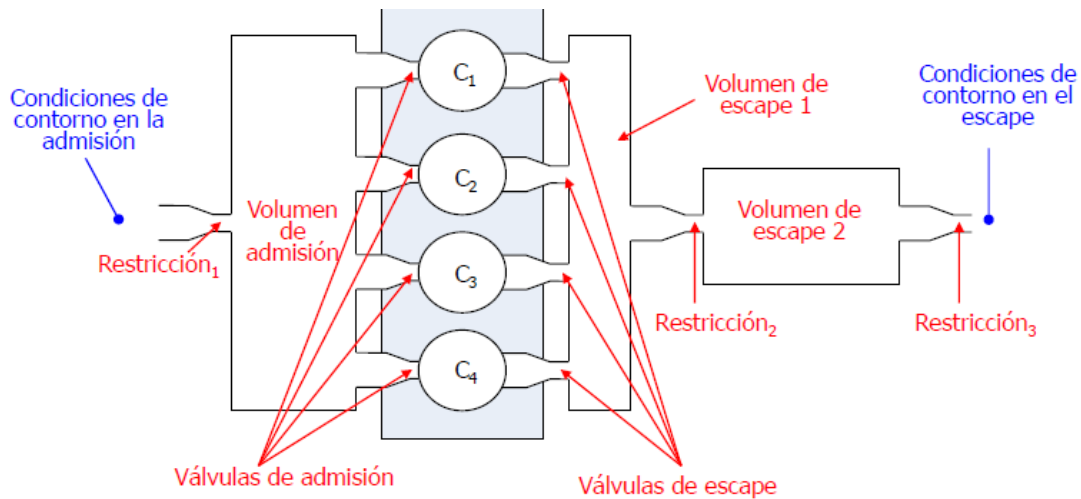 Condiciones de
contorno en la
admisión
Restricción₁
Volumen
de
admisión
C₁
C₂
C₃
C₄
Volumen de
escape 1
Condiciones de
contorno en el
escape
Volumen de
escape 2
Restricción₂
Restricción₃
Válvulas de admisión
Válvulas de escape